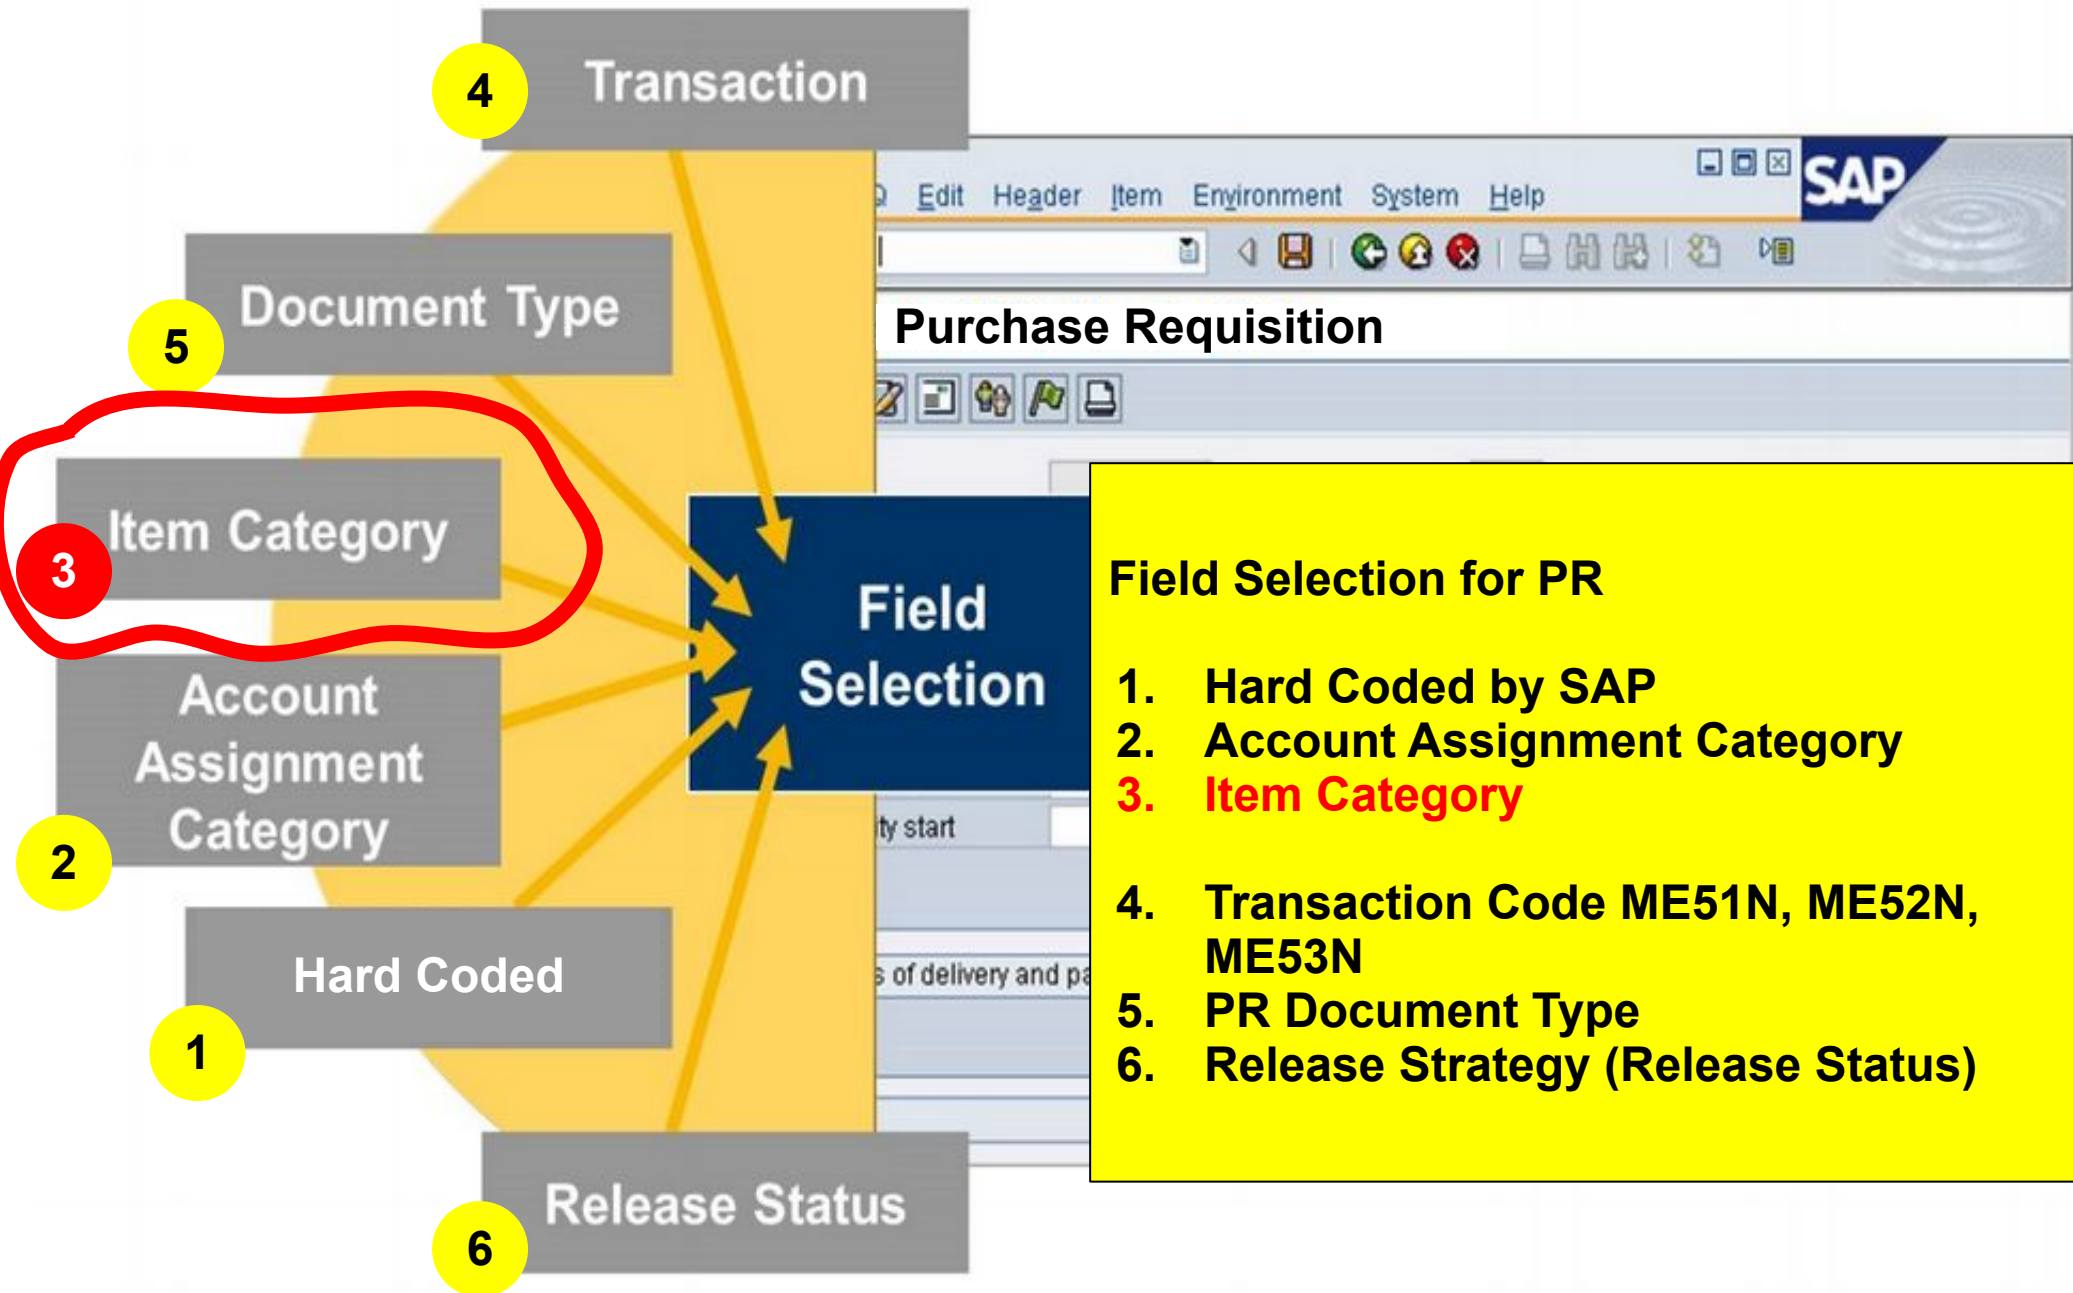 4
Transaction
SAP
Edit Header Item Environment System Help
Document Type
5
Purchase Requisition
Item Category
3
Field
Selection
Account
Assignment
Category
2
ity start
Hard Coded
1
s of delivery and pa
Release Status
6
Field Selection for PR
1. Hard Coded by SAP
2. Account Assignment Category
3. Item Category
4. Transaction Code ME51N, ME52N,
ME53N
5. PR Document Type
6. Release Strategy (Release Status)